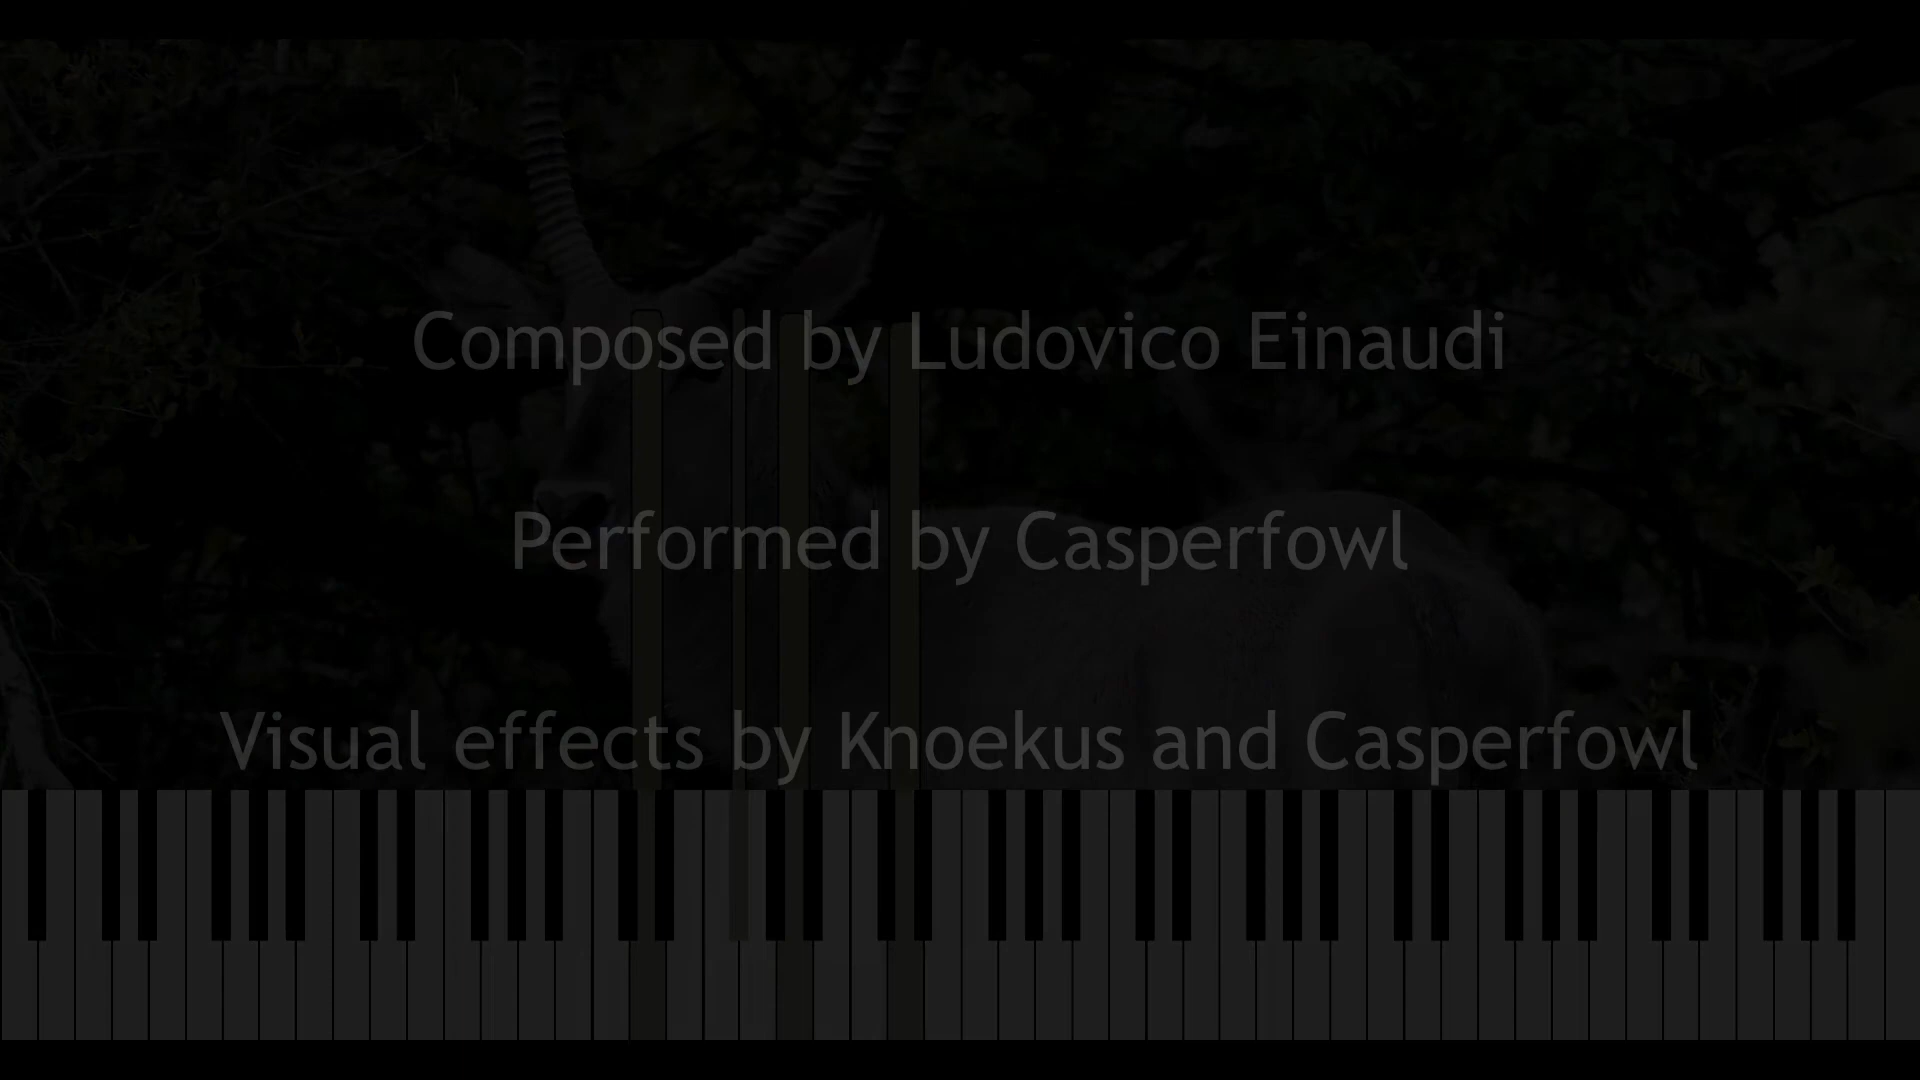 Composed by Ludovico Einaudi
Performed by Casperfowl
Visual effects by Knoekus and Casperfowl